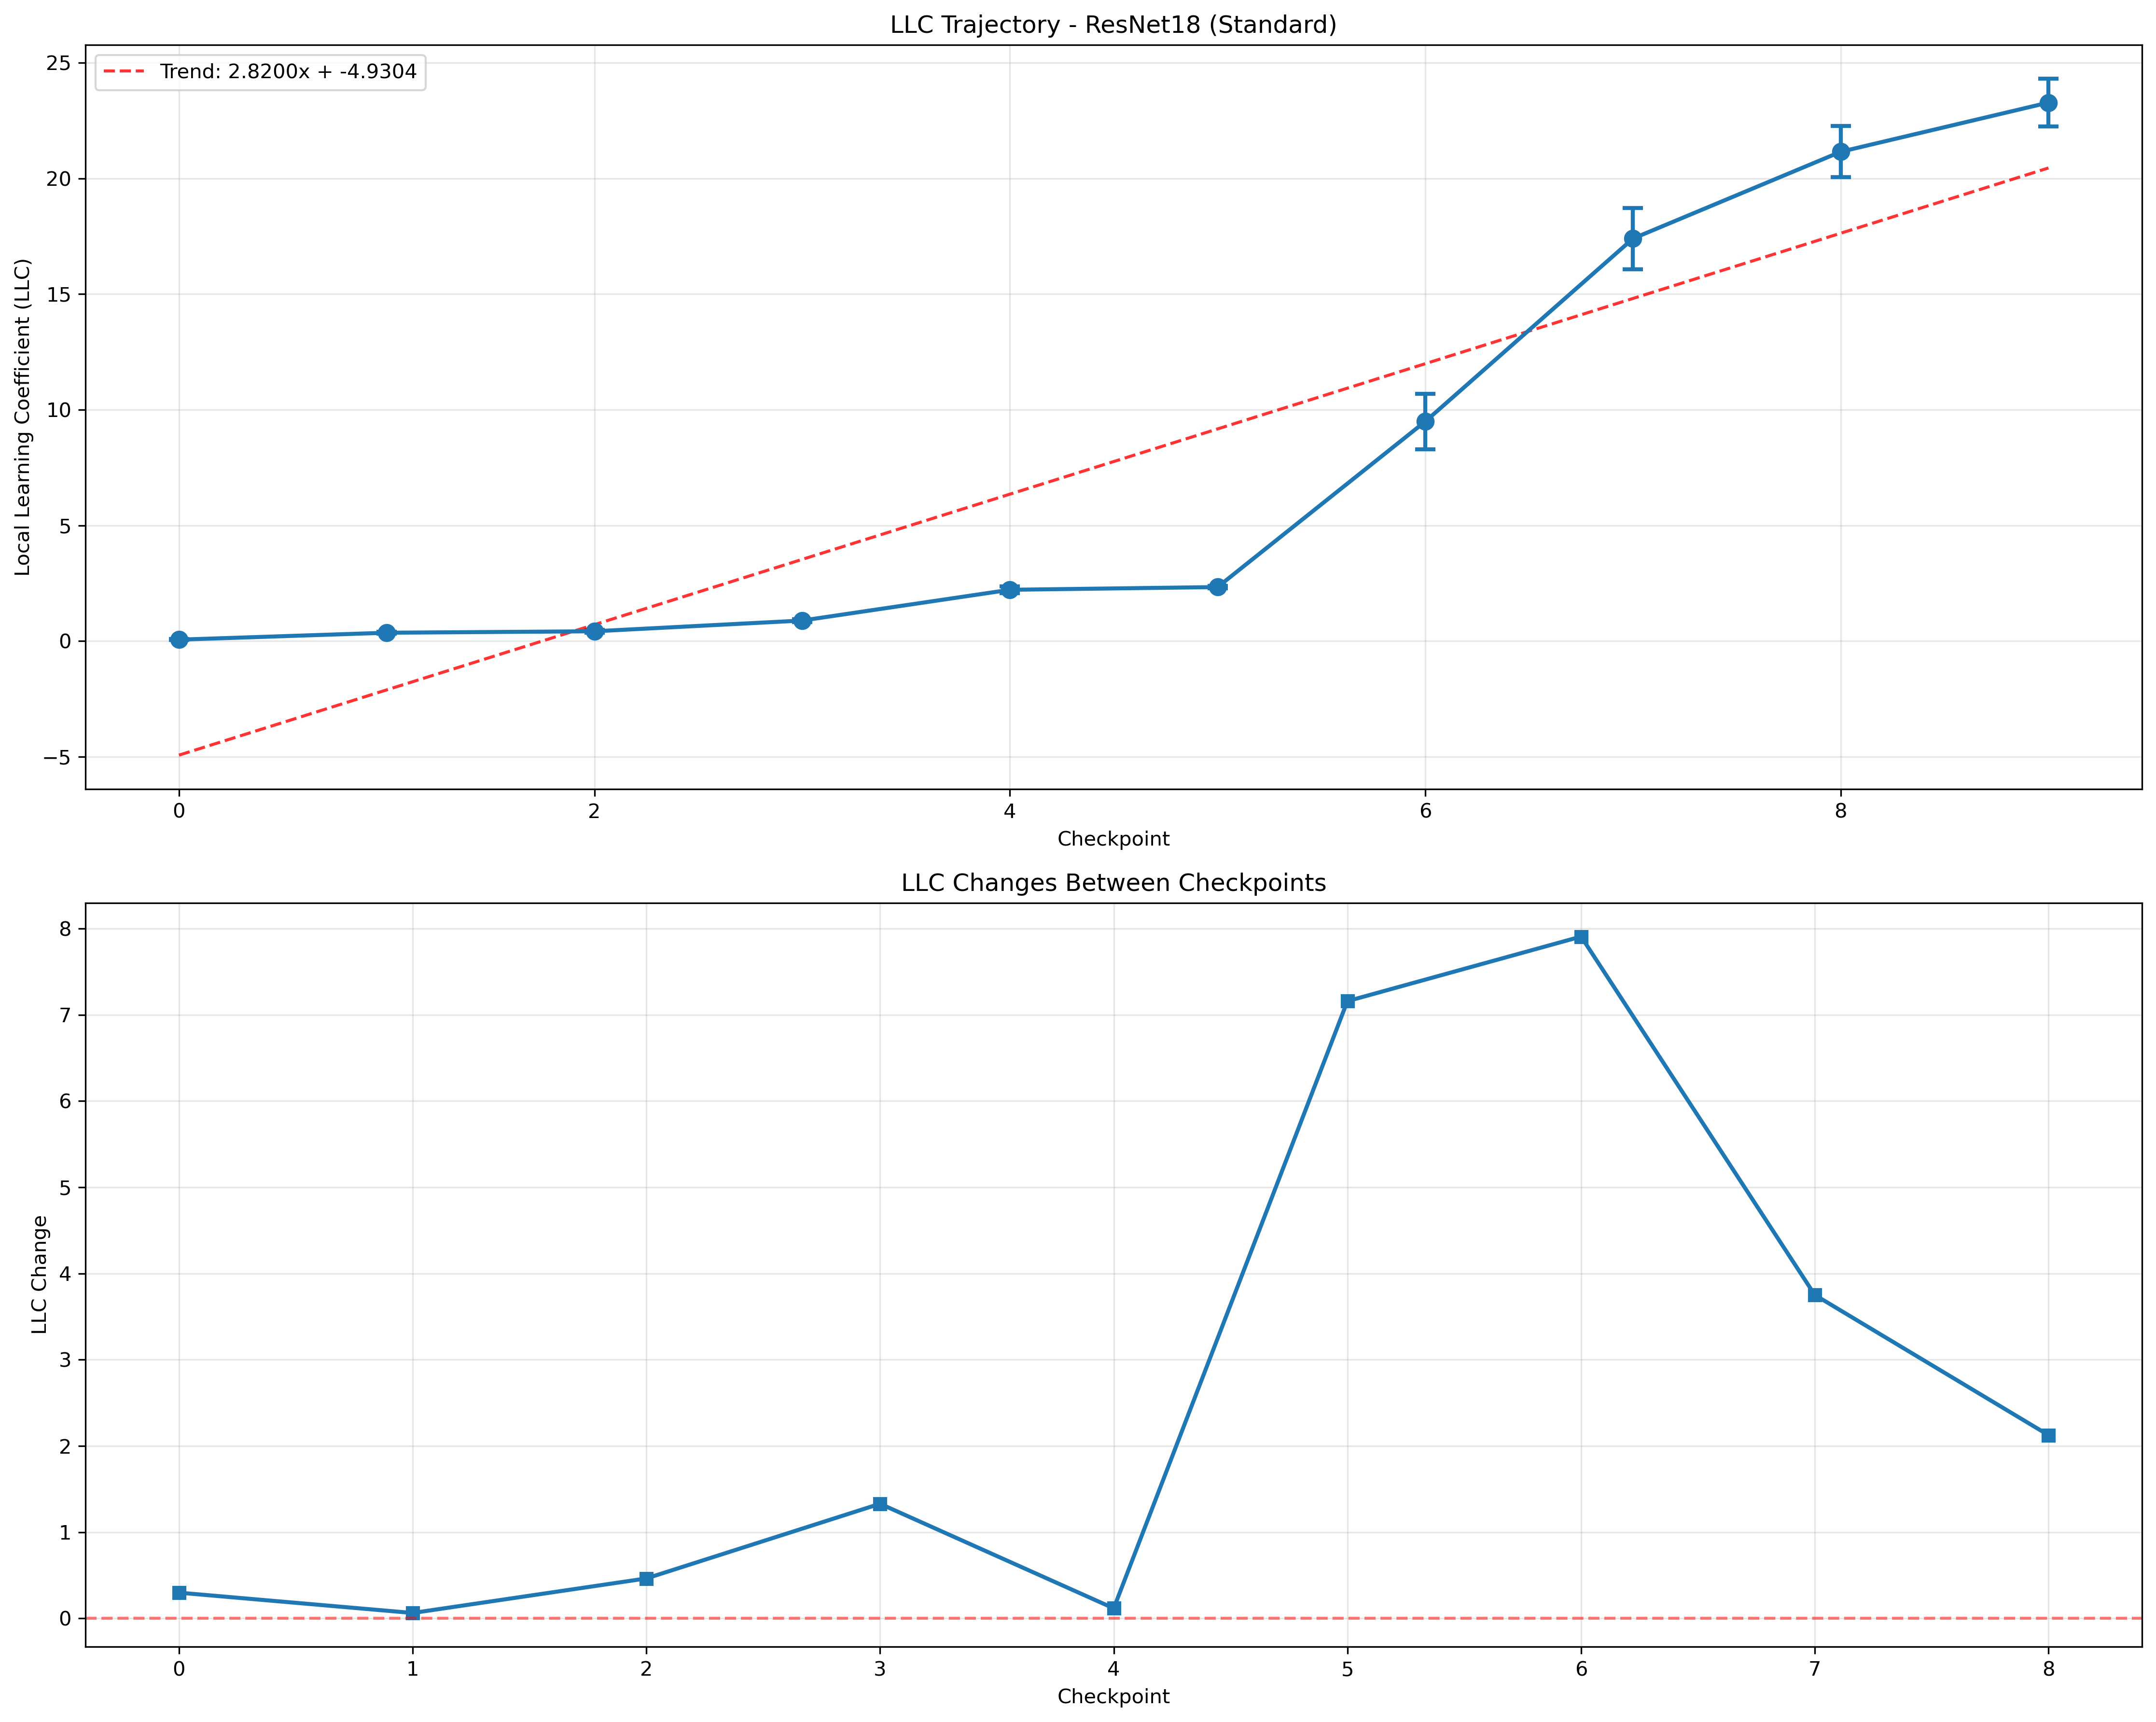 LLC Trajectory - ResNet18 (Standard)
Trend: 2.8200x + -4.9304
Local Learning Coefficient (LLC)
25
20
15
10
5
0
−5
0 2 4 6 8
Checkpoint
LLC Changes Between Checkpoints
LLC Change
8
7
6
5
4
3
2
1
0
0 1 2 3 4 5 6 7 8
Checkpoint